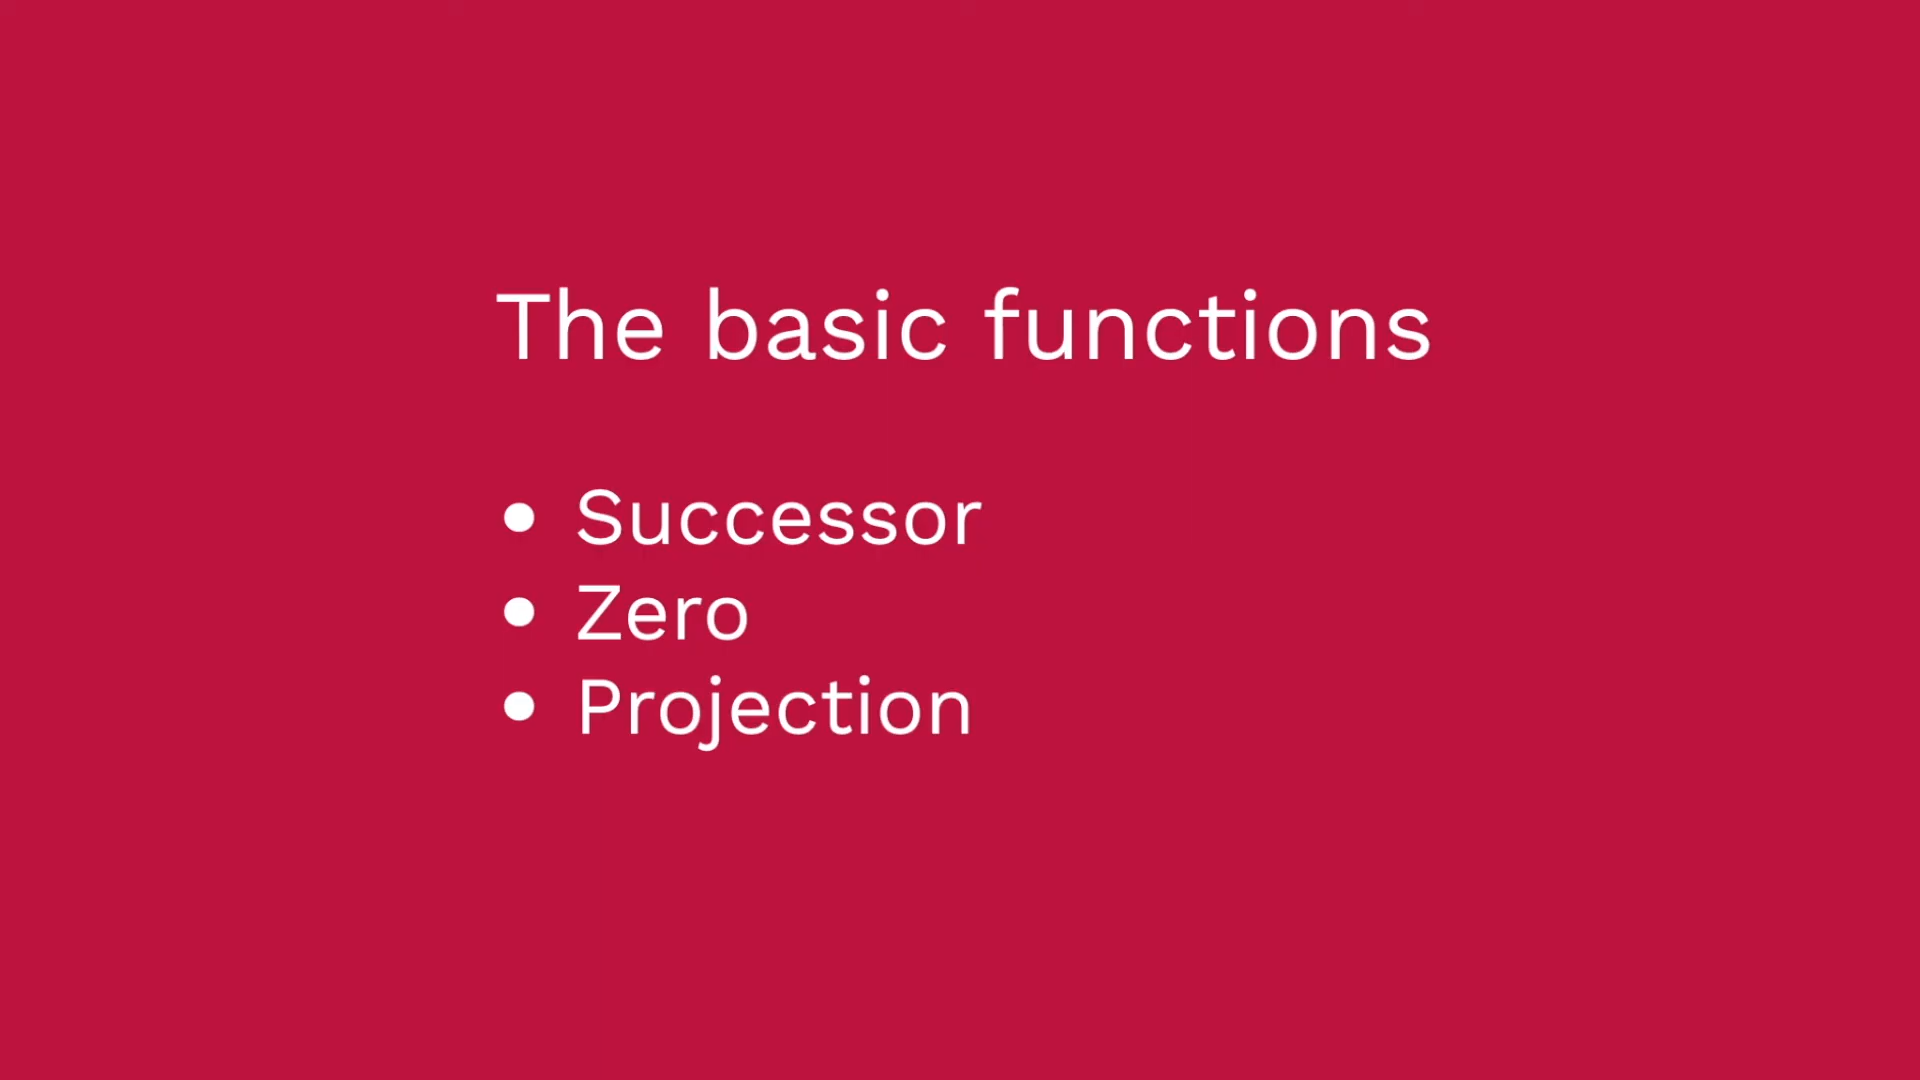 The basic functions
• Successor
• Zero
• Projection